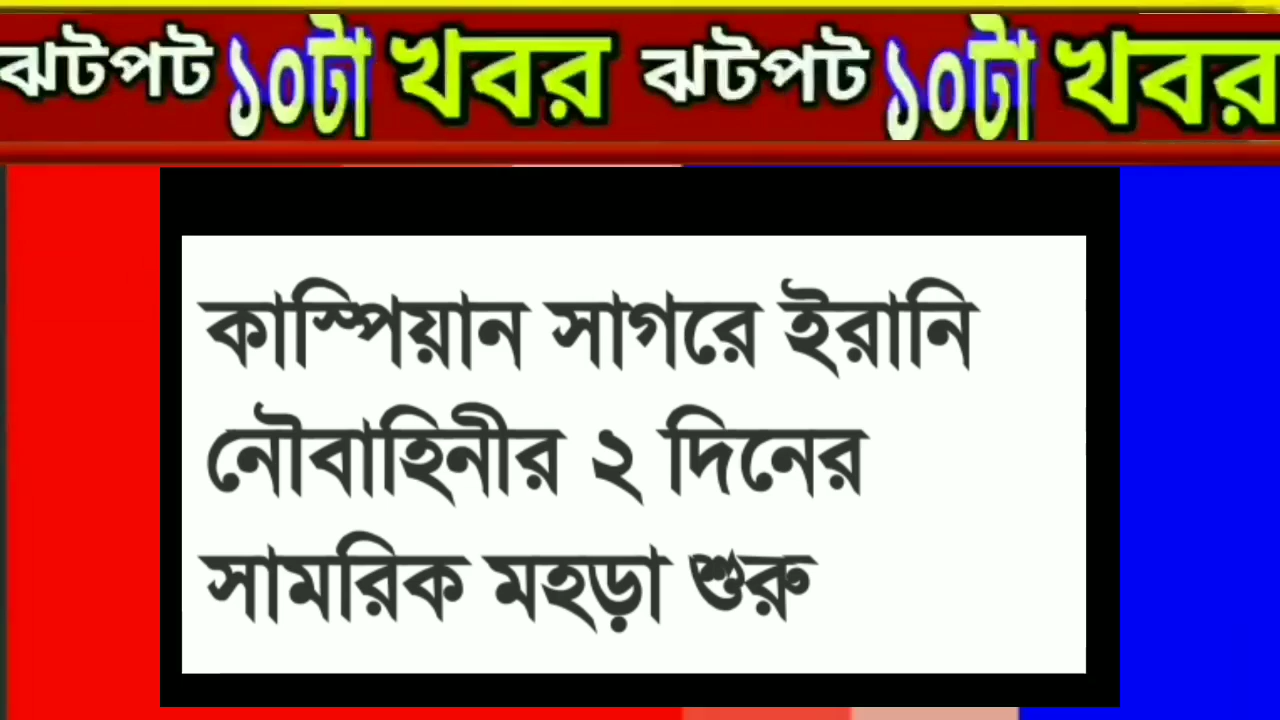 ঝটপট ১০টা খবর ঝটপট ১০টা খবর
কাস্পিয়ান সাগরে ইরানি
নৌবাহিনীর ২ দিনের
সামরিক মহড়া শুরু